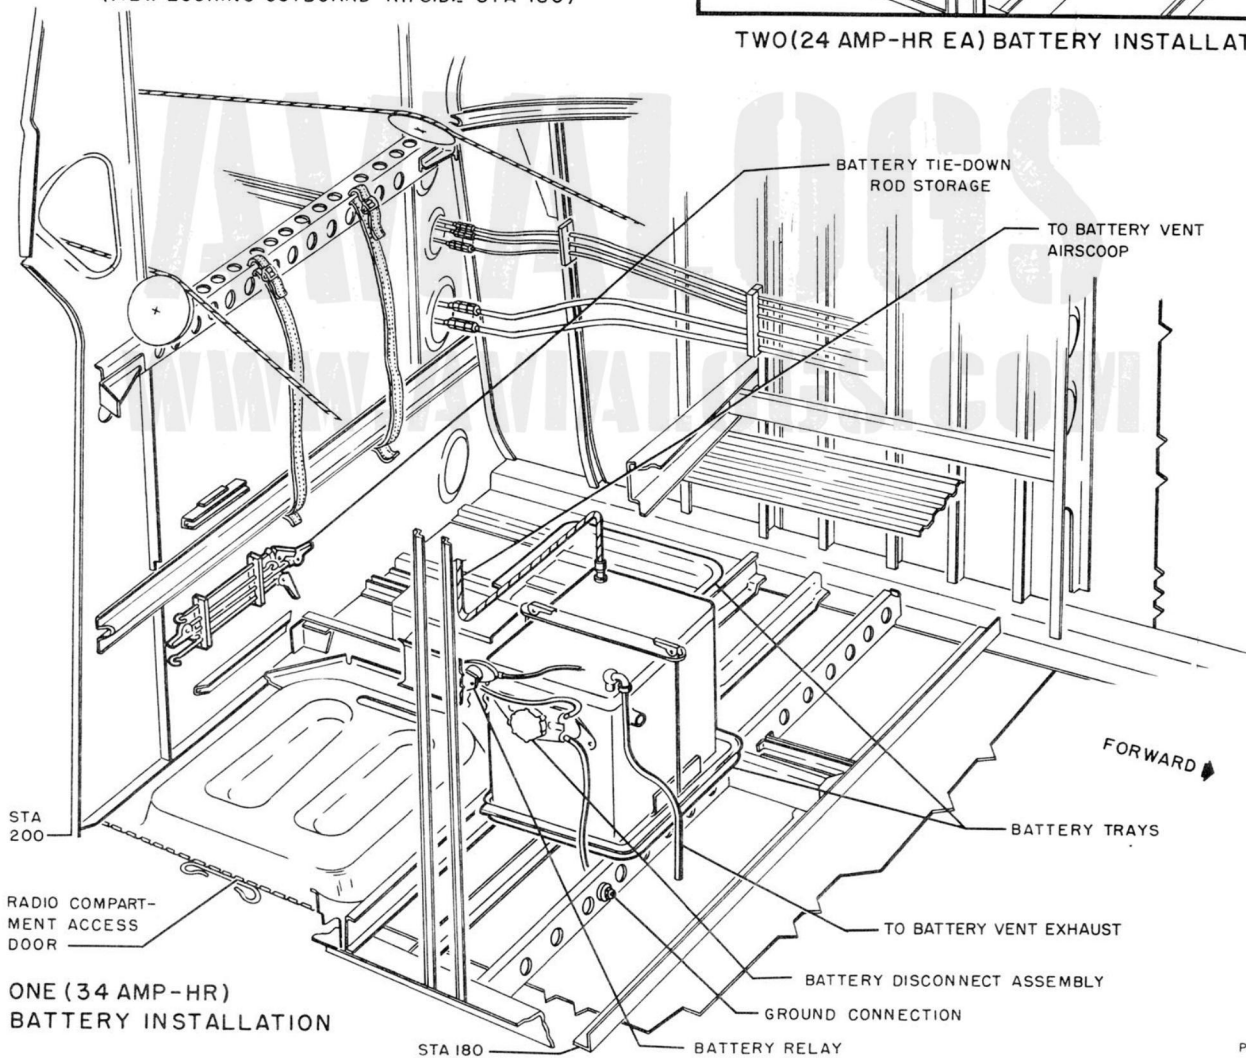 TWO (24 AMP-HR EA) BATTERY
AVIALOGS
WWW.AVIALOGS.COM
BATTERY TIE-DOWN
ROD STORAGE
TO BATTERY VENT
AIRSCOOP
FORWARD
BATTERY TRAYS
STA
200
RADIO COMPART-
MENT ACCESS
DOOR
TO BATTERY VENT EXHAUST
BATTERY DISCONNECT ASSEMBLY
ONE (34 AMP-HR)
BATTERY INSTALLATION
GROUND CONNECTION
STA 180
BATTERY RELAY